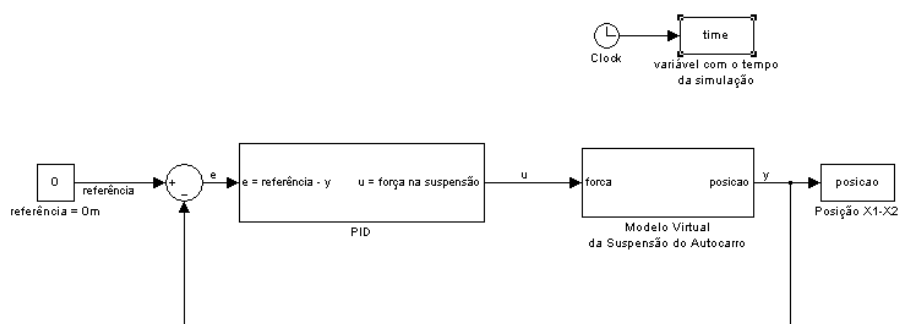 time
Clock
variável com o tempo
da simulação
0
referência
referência = 0m
+
−
e
e = referência - y
u = força na suspensão
PID
u
forca
posicao
Modelo Virtual
da Suspensão do Autocarro
y
posicao
Posição X1-X2